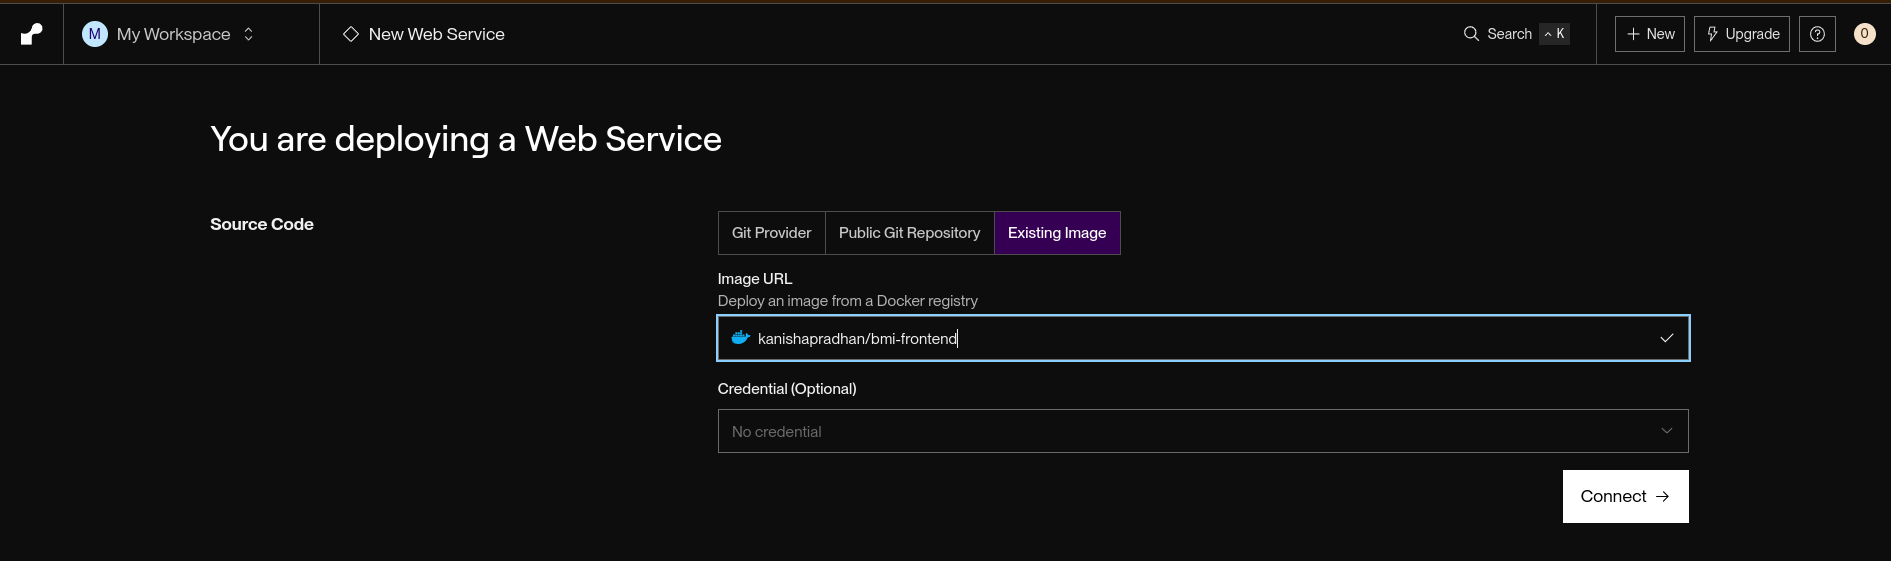 M My Workspace New Web Service Search ^ K + New Upgrade ? 0
You are deploying a Web Service
Source Code
Git Provider Public Git Repository Existing Image
Image URL
Deploy an image from a Docker registry
kanishapradhan/bmi-frontend
Credential (Optional)
No credential
Connect →